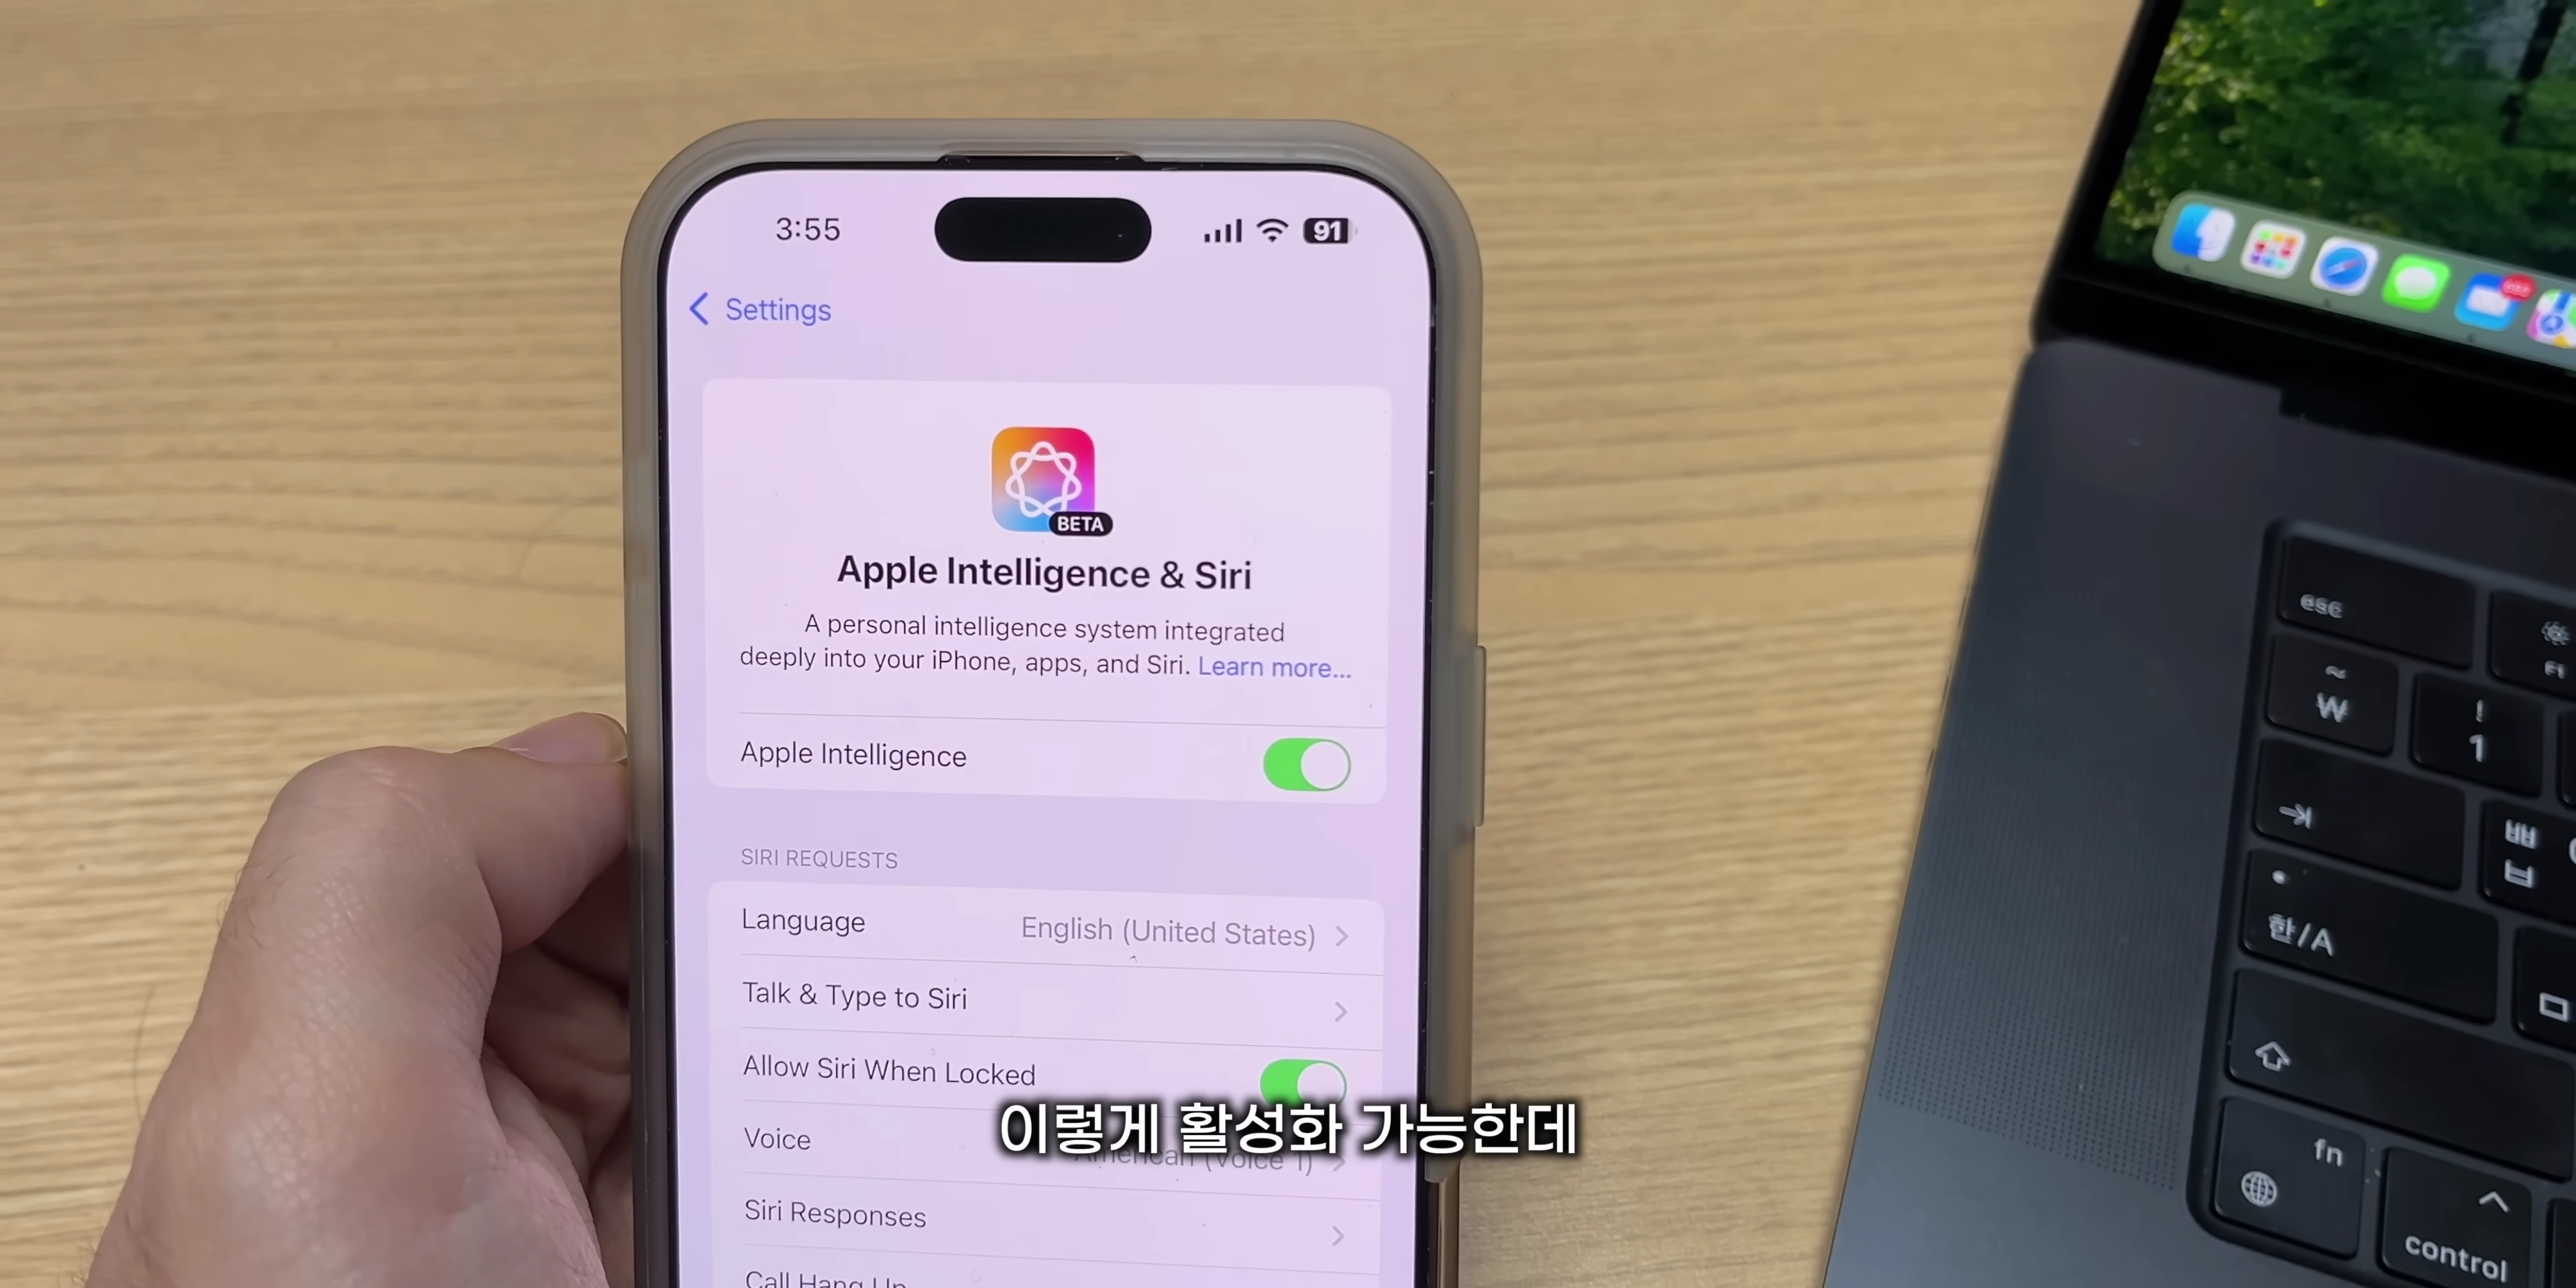 3:55
91
Settings
BETA
Apple Intelligence & Siri
A personal intelligence system integrated
deeply into your iPhone, apps, and Siri. Learn more...
Apple Intelligence
SIRI REQUESTS
Language English (United States)
Talk & Type to Siri
Allow Siri When Locked
이렇게 활성화 가능한데
Voice American (Voice 1)
Siri Responses
Call Hang Up
esc
F1
~
₩
!
1
ㅃ
ㅂ
한/A
ㅁ
fn
control